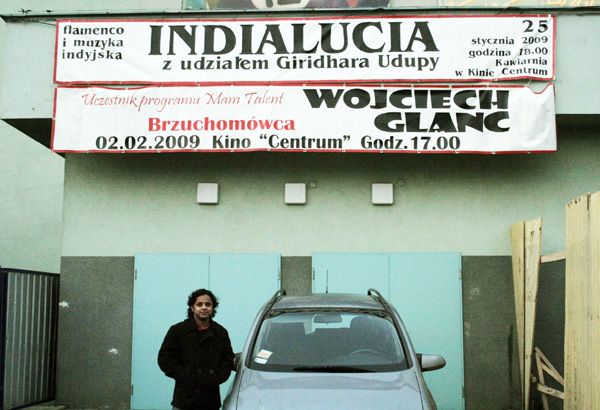 flamenco
i muzyka
indyjska
INDIALUCIA
z udziałem Giridhara Udupy
25
stycznia 2009
godzina 18.00
Kawiarnia
w Kinie Centrum
Uczestnik programu Mam Talent
WOJCIECH
GLANC
Brzuchomówca
02.02.2009 Kino "Centrum" Godz.17.00